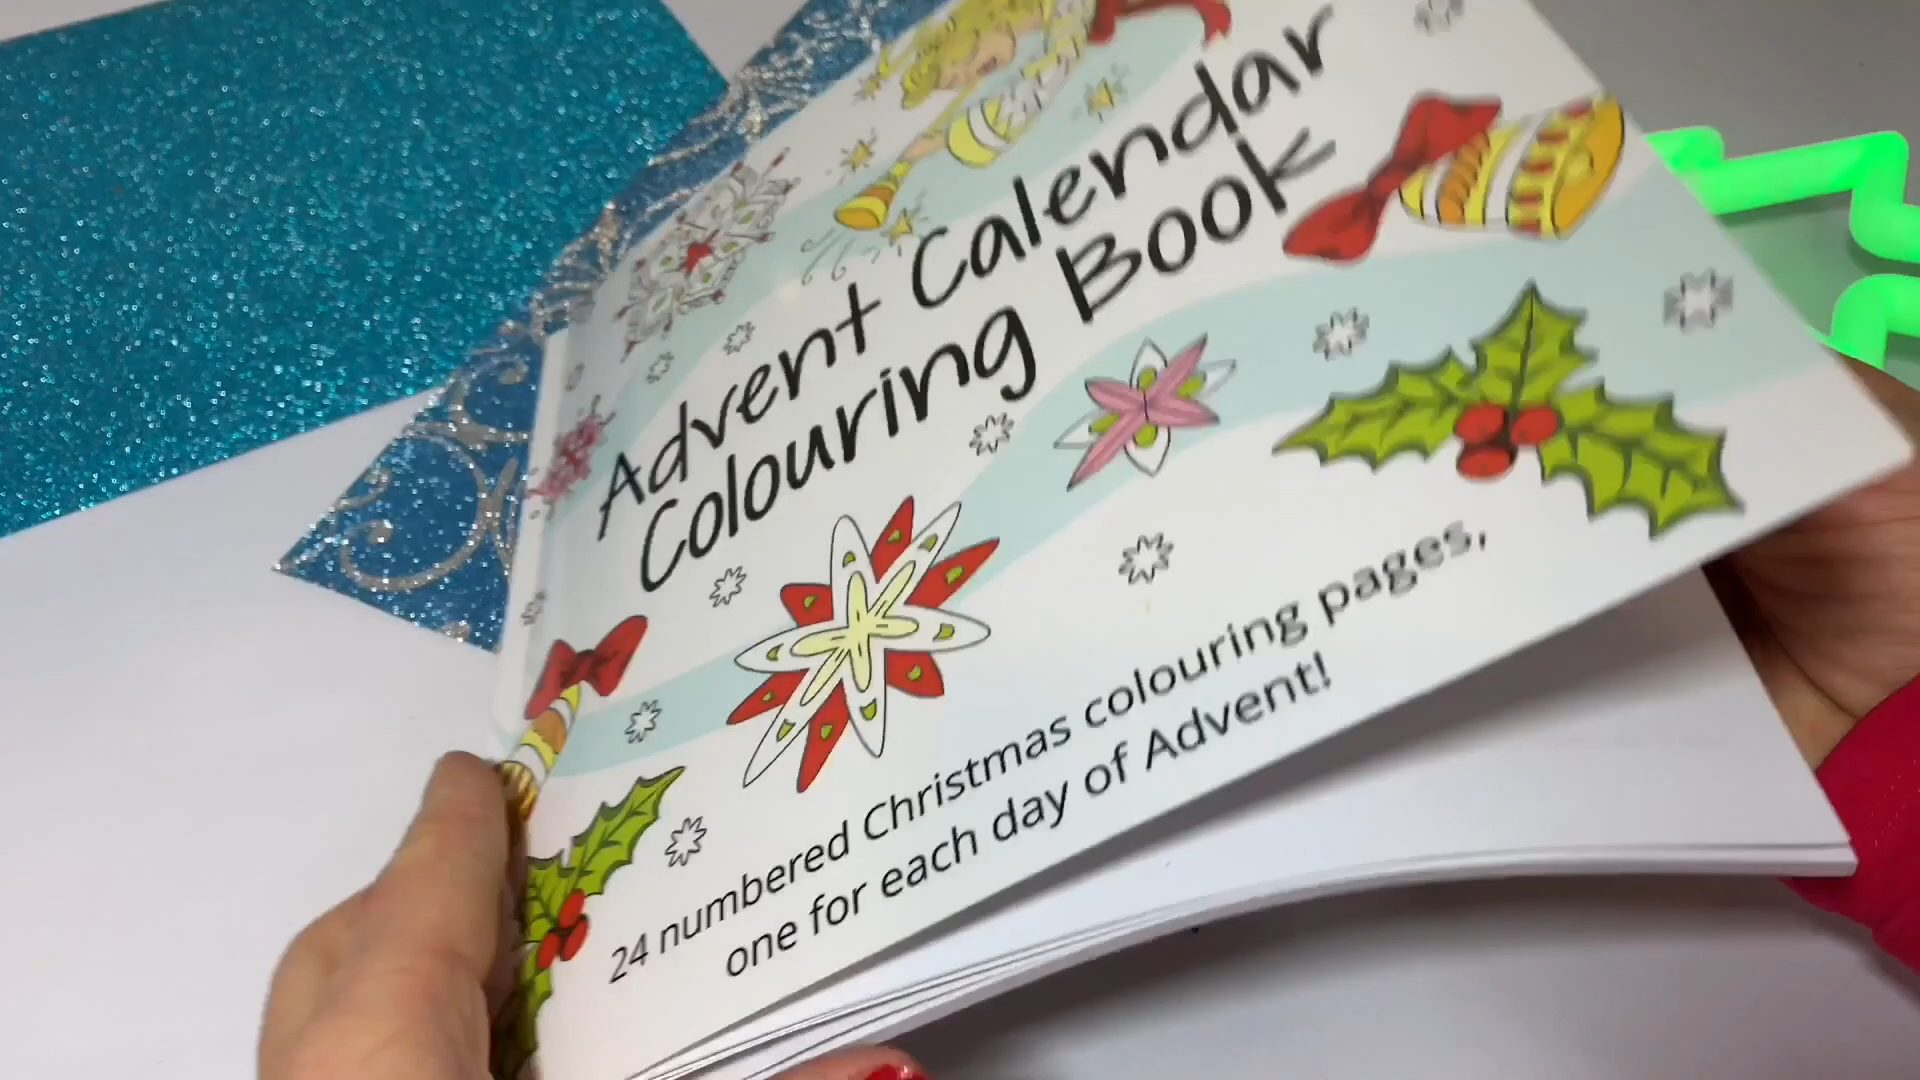 Advent Calendar
Colouring Book
24 numbered Christmas colouring pages,
one for each day of Advent!